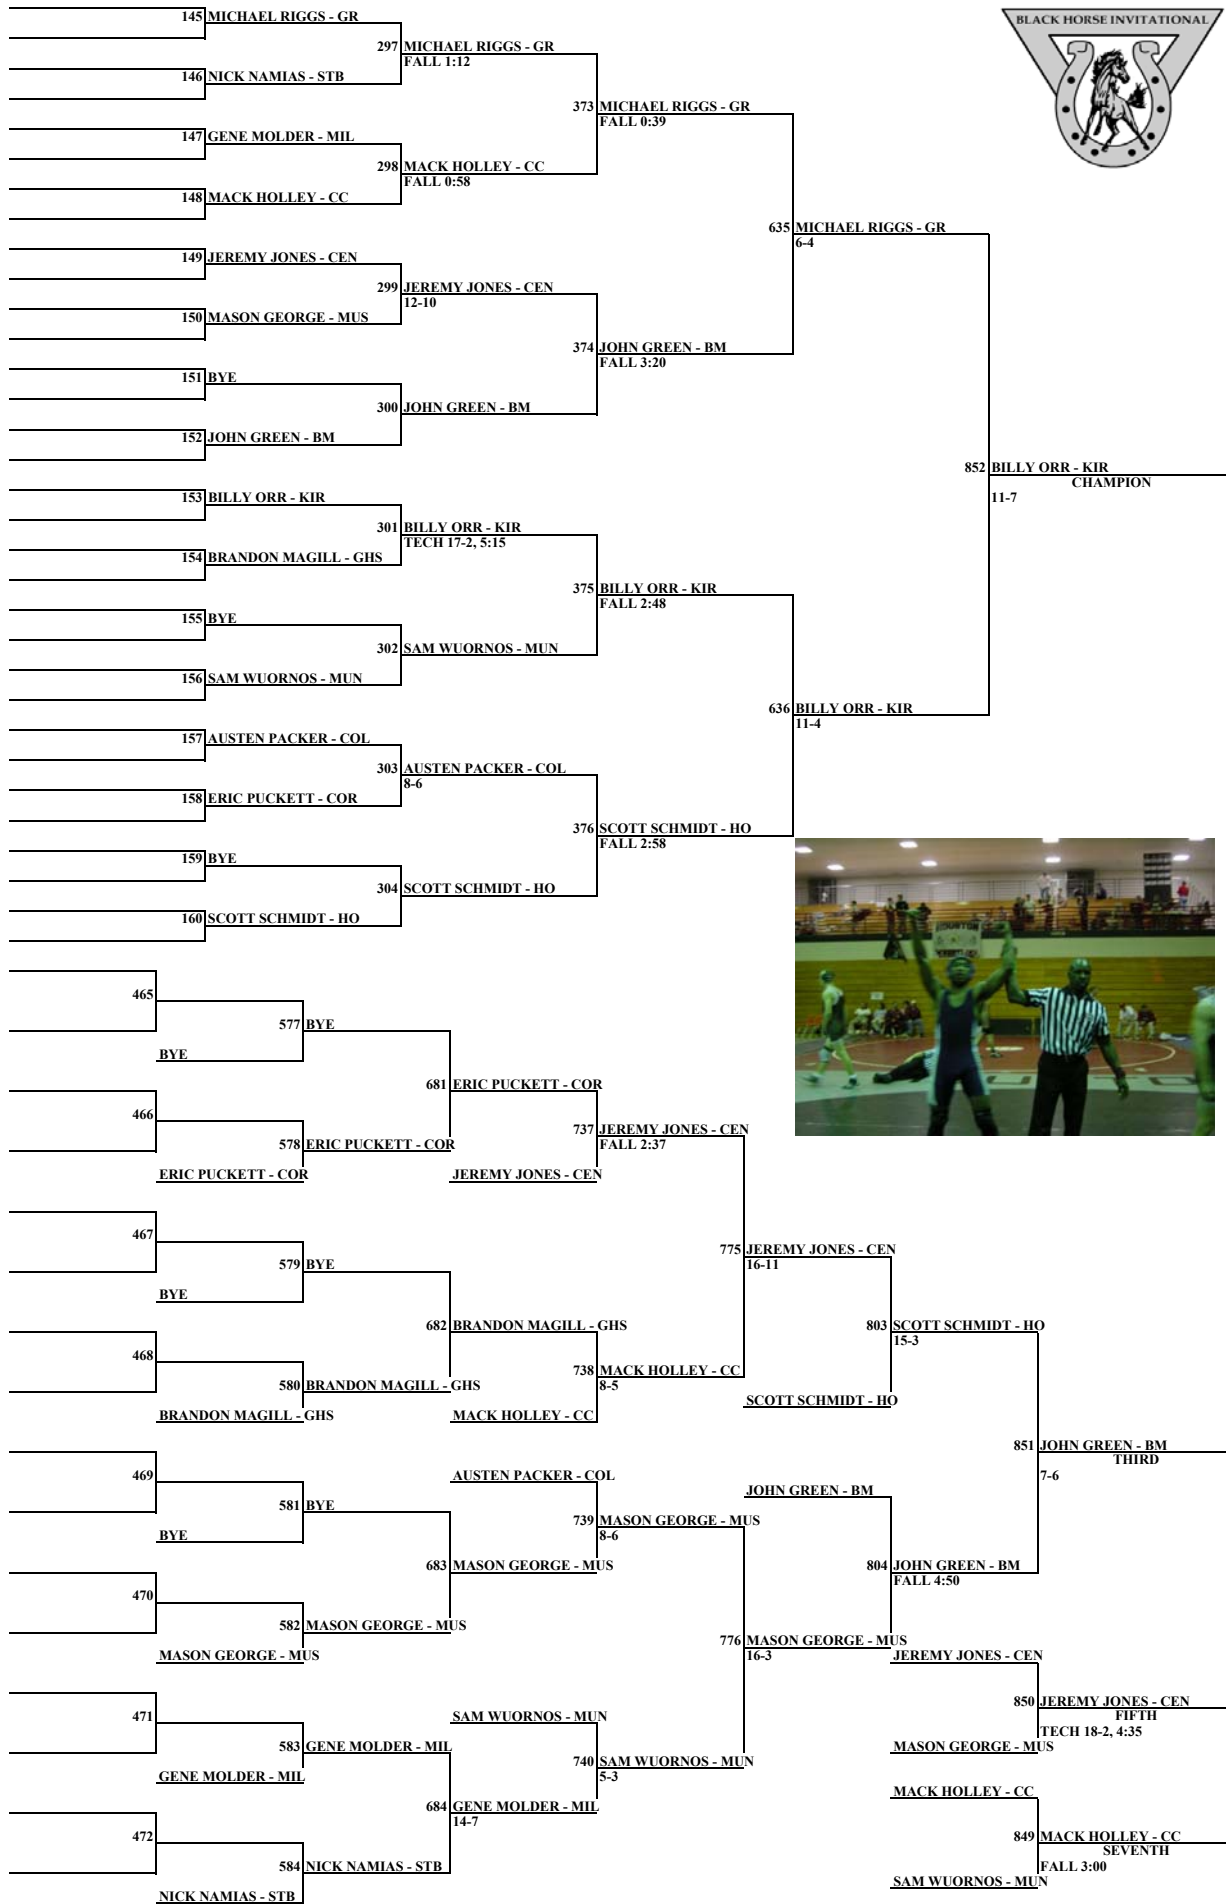 BLACK HORSE INVITATIONAL
145 MICHAEL RIGGS - GR
297 MICHAEL RIGGS - GR
FALL 1:12
146 NICK NAMIAS - STB
373 MICHAEL RIGGS - GR
FALL 0:39
147 GENE MOLDER - MIL
298 MACK HOLLEY - CC
FALL 0:58
148 MACK HOLLEY - CC
635 MICHAEL RIGGS - GR
6-4
149 JEREMY JONES - CEN
299 JEREMY JONES - CEN
12-10
150 MASON GEORGE - MUS
374 JOHN GREEN - BM
FALL 3:20
151 BYE
300 JOHN GREEN - BM
152 JOHN GREEN - BM
852 BILLY ORR - KIR
CHAMPION
11-7
153 BILLY ORR - KIR
301 BILLY ORR - KIR
TECH 17-2, 5:15
154 BRANDON MAGILL - GHS
375 BILLY ORR - KIR
FALL 2:48
155 BYE
302 SAM WUORNOS - MUN
156 SAM WUORNOS - MUN
636 BILLY ORR - KIR
11-4
157 AUSTEN PACKER - COL
303 AUSTEN PACKER - COL
8-6
158 ERIC PUCKETT - COR
376 SCOTT SCHMIDT - HO
FALL 2:58
159 BYE
304 SCOTT SCHMIDT - HO
160 SCOTT SCHMIDT - HO
465
577 BYE
BYE
681 ERIC PUCKETT - COR
466
578 ERIC PUCKETT - COR
737 JEREMY JONES - CEN
FALL 2:37
ERIC PUCKETT - COR
JEREMY JONES - CEN
467
775 JEREMY JONES - CEN
16-11
579 BYE
BYE
682 BRANDON MAGILL - GHS
803 SCOTT SCHMIDT - HO
15-3
468
738 MACK HOLLEY - CC
8-5
580 BRANDON MAGILL - GHS
SCOTT SCHMIDT - HO
BRANDON MAGILL - GHS
MACK HOLLEY - CC
851 JOHN GREEN - BM
THIRD
7-6
469
AUSTEN PACKER - COL
JOHN GREEN - BM
581 BYE
739 MASON GEORGE - MUS
8-6
BYE
683 MASON GEORGE - MUS
804 JOHN GREEN - BM
FALL 4:50
470
582 MASON GEORGE - MUS
776 MASON GEORGE - MUS
16-3
MASON GEORGE - MUS
JEREMY JONES - CEN
850 JEREMY JONES - CEN
FIFTH
TECH 18-2, 4:35
471
SAM WUORNOS - MUN
583 GENE MOLDER - MIL
MASON GEORGE - MUS
740 SAM WUORNOS - MUN
5-3
GENE MOLDER - MIL
MACK HOLLEY - CC
684 GENE MOLDER - MIL
14-7
472
849 MACK HOLLEY - CC
SEVENTH
FALL 3:00
584 NICK NAMIAS - STB
SAM WUORNOS - MUN
NICK NAMIAS - STB